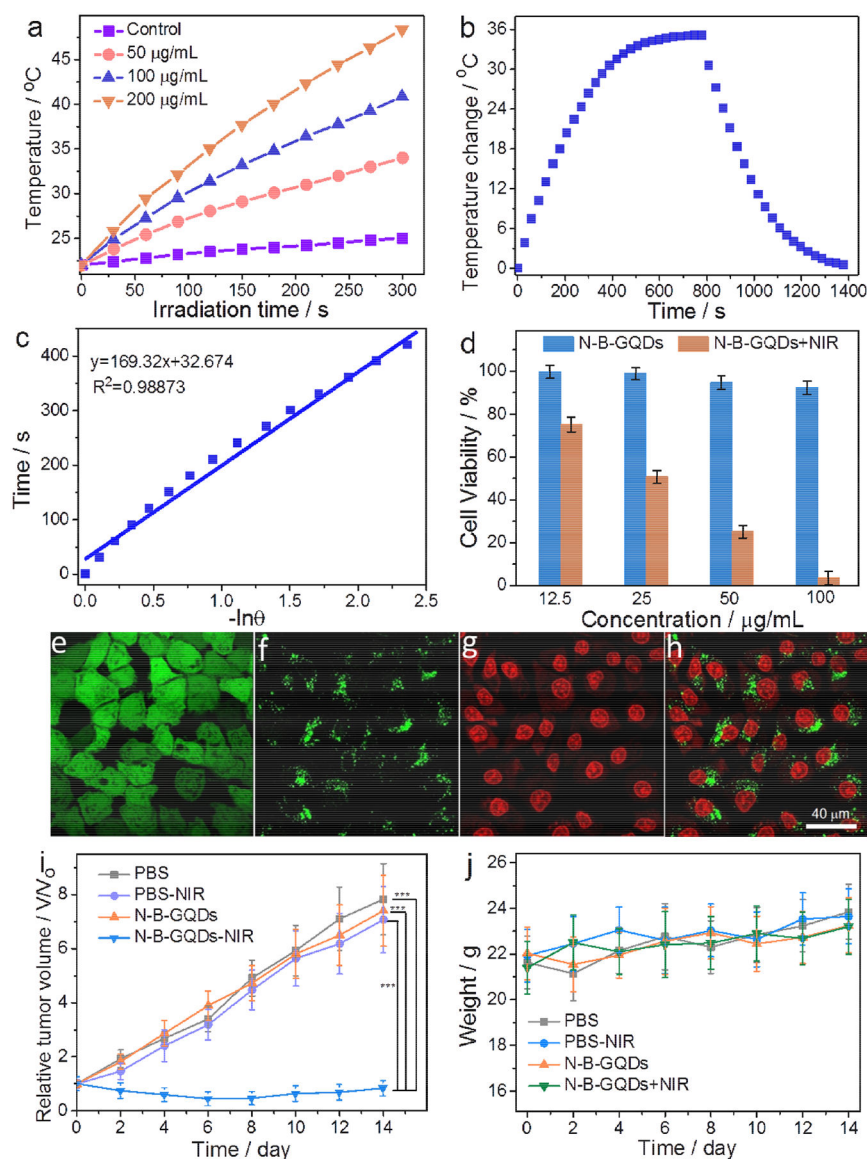 a
Control
50 μg/mL
100 μg/mL
200 μg/mL
Temperature / °C
45
40
35
30
25
0 50 100 150 200 250 300
Irradiation time / s
b
Temperature change / °C
36
30
24
18
12
6
0
0 200 400 600 800 1000 1200 1400
Time / s
c
y=169.32x+32.674
R²=0.98873
Time / s
400
300
200
100
0
0.0 0.5 1.0 1.5 2.0 2.5
-lnθ
d
N-B-GQDs N-B-GQDs+NIR
Cell Viability / %
100
80
60
40
20
0
12.5 25 50 100
Concentration / μg/mL
e f g h
40 μm
i
PBS
PBS-NIR
N-B-GQDs
N-B-GQDs-NIR
***
***
***
Relative tumor volume / V/V₀
8
6
4
2
0
0 2 4 6 8 10 12 14
Time / day
j
Weight / g
26
24
22
20
18
16
PBS
PBS-NIR
N-B-GQDs
N-B-GQDs+NIR
0 2 4 6 8 10 12 14
Time / day